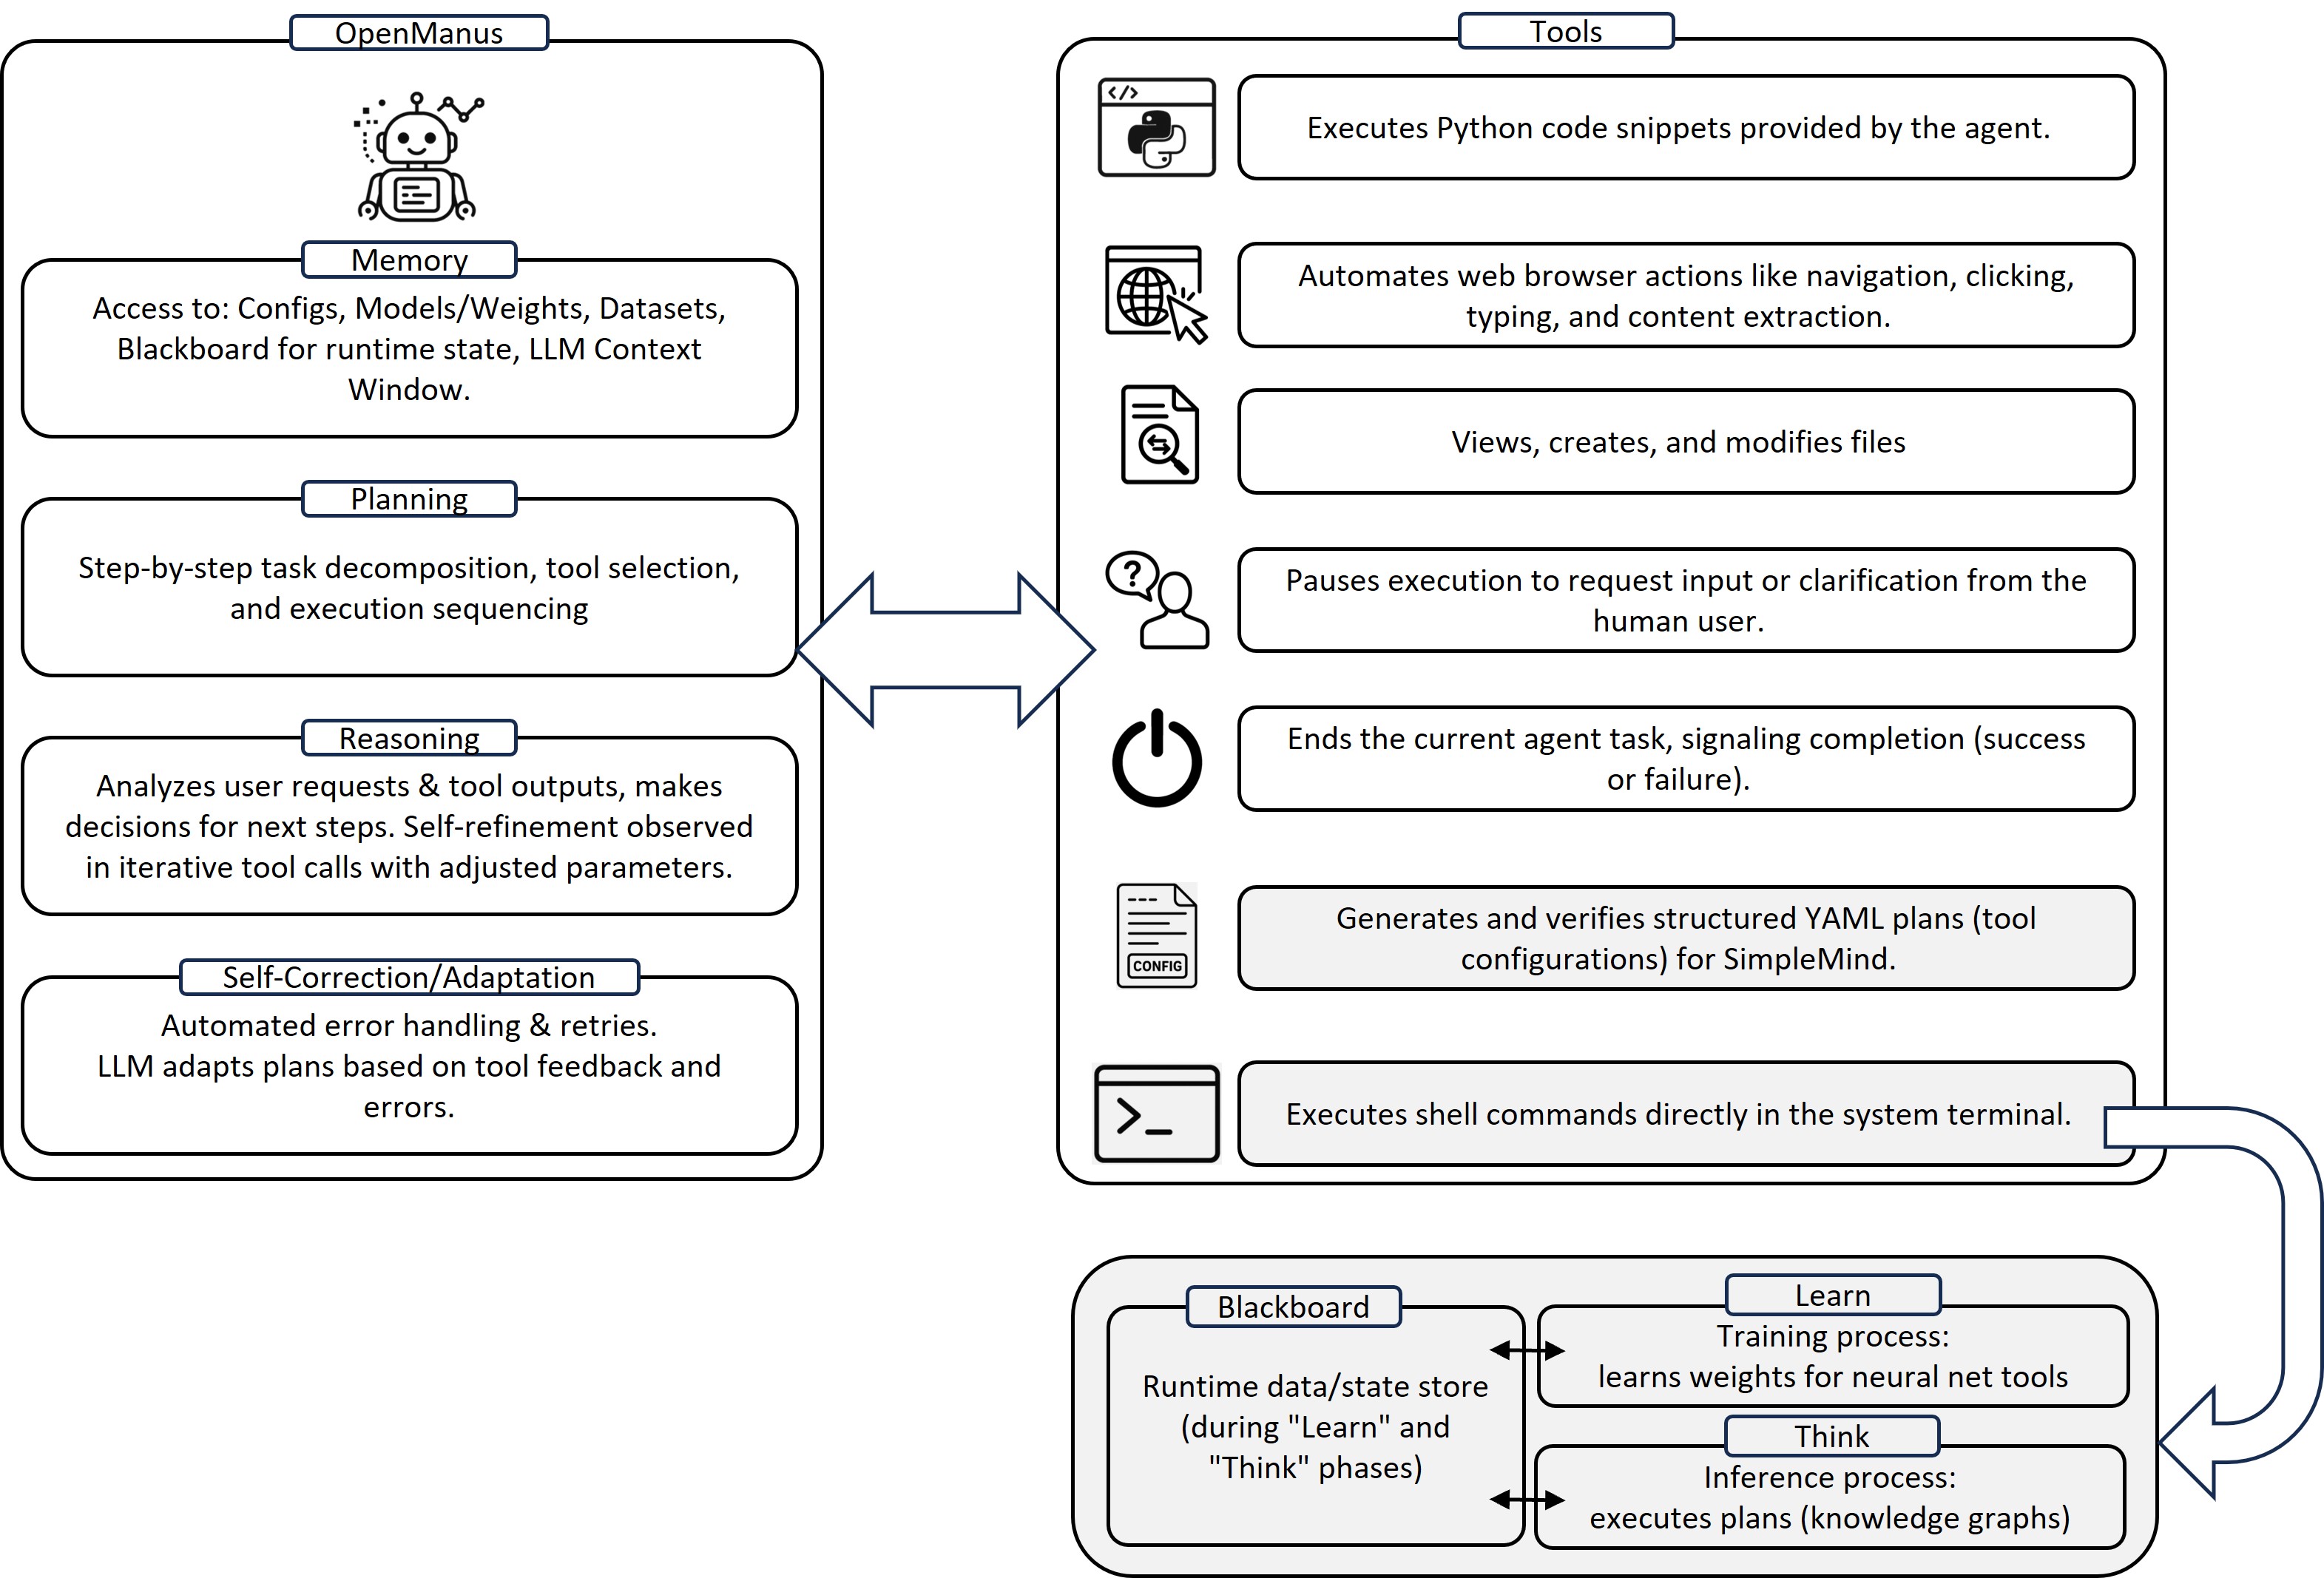 OpenManus
Memory
Access to: Configs, Models/Weights, Datasets,
Blackboard for runtime state, LLM Context
Window.
Planning
Step-by-step task decomposition, tool selection,
and execution sequencing
Reasoning
Analyzes user requests & tool outputs, makes
decisions for next steps. Self-refinement observed
in iterative tool calls with adjusted parameters.
Self-Correction/Adaptation
Automated error handling & retries.
LLM adapts plans based on tool feedback and
errors.
Tools
</>
Executes Python code snippets provided by the agent.
Automates web browser actions like navigation, clicking,
typing, and content extraction.
Views, creates, and modifies files
?
Pauses execution to request input or clarification from the
human user.
Ends the current agent task, signaling completion (success
or failure).
CONFIG
Generates and verifies structured YAML plans (tool
configurations) for SimpleMind.
>_
Executes shell commands directly in the system terminal.
Blackboard
Runtime data/state store
(during "Learn" and
"Think" phases)
Learn
Training process:
learns weights for neural net tools
Think
Inference process:
executes plans (knowledge graphs)